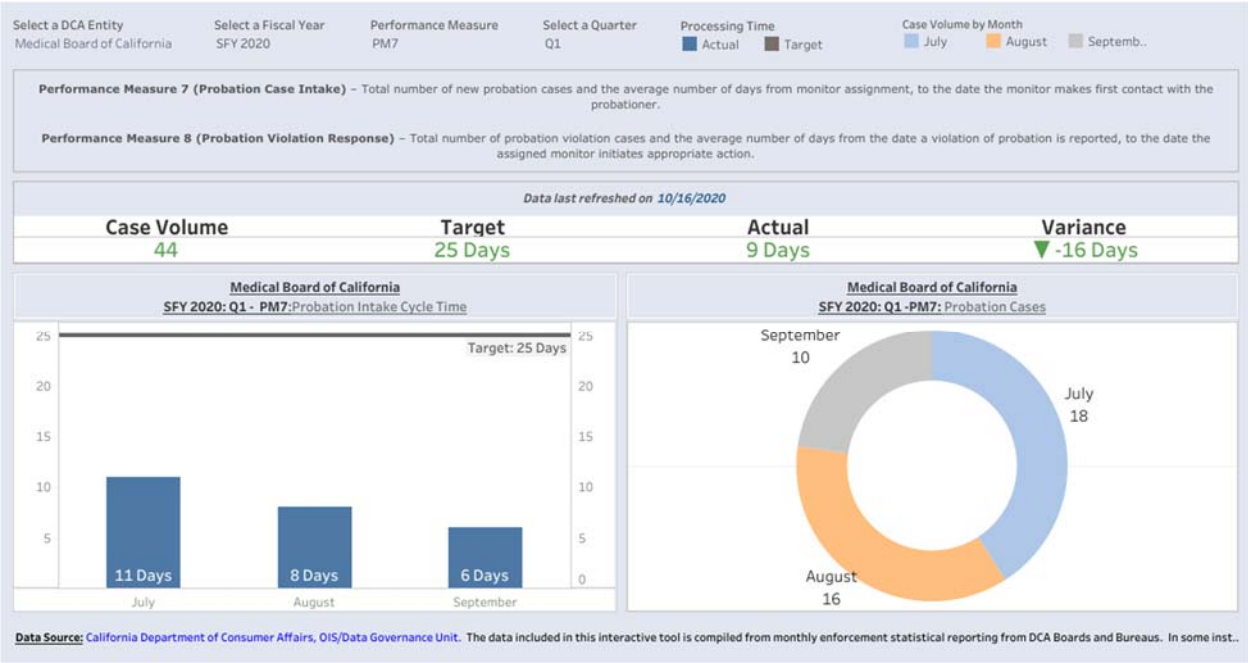 Select a DCA Entity
Medical Board of California
Select a Fiscal Year
SFY 2020
Performance Measure
PM7
Select a Quarter
Q1
Processing Time
Actual
Target
Case Volume by Month
July
August
Septemb..
Performance Measure 7 (Probation Case Intake) – Total number of new probation cases and the average number of days from monitor assignment, to the date the monitor makes first contact with the
probationer.
Performance Measure 8 (Probation Violation Response) – Total number of probation violation cases and the average number of days from the date a violation of probation is reported, to the date the
assigned monitor initiates appropriate action.
Data last refreshed on 10/16/2020
Case Volume
Target
Actual
Variance
44
25 Days
9 Days
▼ -16 Days
Medical Board of California
SFY 2020: Q1 - PM7:Probation Intake Cycle Time
25
20
15
10
5
Target: 25 Days
25
20
15
10
5
0
11 Days
8 Days
6 Days
July
August
September
Medical Board of California
SFY 2020: Q1 -PM7: Probation Cases
September
10
July
18
August
16
Data Source: California Department of Consumer Affairs, OIS/Data Governance Unit. The data included in this interactive tool is compiled from monthly enforcement statistical reporting from DCA Boards and Bureaus. In some inst..